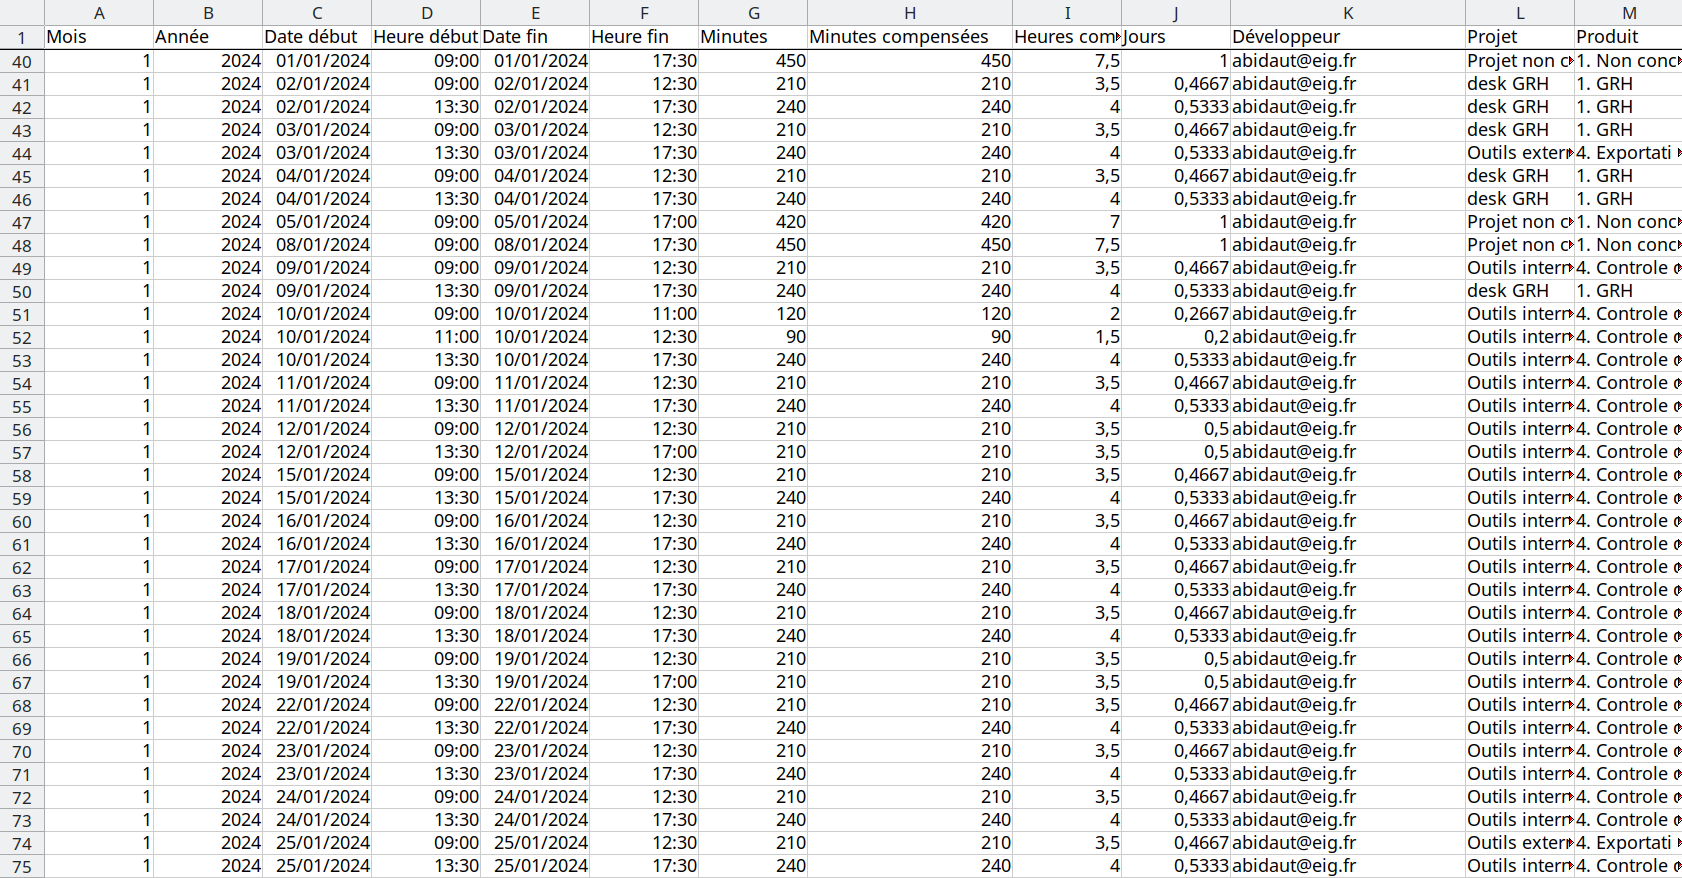 A B C D E F G H I J K L M
1 Mois Année Date début Heure début Date fin Heure fin Minutes Minutes compensées Heures com Jours Développeur Projet Produit
40 1 2024 01/01/2024 09:00 01/01/2024 17:30 450 450 7,5 1 abidaut@eig.fr Projet non c 1. Non conc
41 1 2024 02/01/2024 09:00 02/01/2024 12:30 210 210 3,5 0,4667 abidaut@eig.fr desk GRH 1. GRH
42 1 2024 02/01/2024 13:30 02/01/2024 17:30 240 240 4 0,5333 abidaut@eig.fr desk GRH 1. GRH
43 1 2024 03/01/2024 09:00 03/01/2024 12:30 210 210 3,5 0,4667 abidaut@eig.fr desk GRH 1. GRH
44 1 2024 03/01/2024 13:30 03/01/2024 17:30 240 240 4 0,5333 abidaut@eig.fr Outils exterr 4. Exportati
45 1 2024 04/01/2024 09:00 04/01/2024 12:30 210 210 3,5 0,4667 abidaut@eig.fr desk GRH 1. GRH
46 1 2024 04/01/2024 13:30 04/01/2024 17:30 240 240 4 0,5333 abidaut@eig.fr desk GRH 1. GRH
47 1 2024 05/01/2024 09:00 05/01/2024 17:00 420 420 7 1 abidaut@eig.fr Projet non c 1. Non conc
48 1 2024 08/01/2024 09:00 08/01/2024 17:30 450 450 7,5 1 abidaut@eig.fr Projet non c 1. Non conc
49 1 2024 09/01/2024 09:00 09/01/2024 12:30 210 210 3,5 0,4667 abidaut@eig.fr Outils intern 4. Controle
50 1 2024 09/01/2024 13:30 09/01/2024 17:30 240 240 4 0,5333 abidaut@eig.fr desk GRH 1. GRH
51 1 2024 10/01/2024 09:00 10/01/2024 11:00 120 120 2 0,2667 abidaut@eig.fr Outils intern 4. Controle
52 1 2024 10/01/2024 11:00 10/01/2024 12:30 90 90 1,5 0,2 abidaut@eig.fr Outils intern 4. Controle
53 1 2024 10/01/2024 13:30 10/01/2024 17:30 240 240 4 0,5333 abidaut@eig.fr Outils intern 4. Controle
54 1 2024 11/01/2024 09:00 11/01/2024 12:30 210 210 3,5 0,4667 abidaut@eig.fr Outils intern 4. Controle
55 1 2024 11/01/2024 13:30 11/01/2024 17:30 240 240 4 0,5333 abidaut@eig.fr Outils intern 4. Controle
56 1 2024 12/01/2024 09:00 12/01/2024 12:30 210 210 3,5 0,5 abidaut@eig.fr Outils intern 4. Controle
57 1 2024 12/01/2024 13:30 12/01/2024 17:00 210 210 3,5 0,5 abidaut@eig.fr Outils intern 4. Controle
58 1 2024 15/01/2024 09:00 15/01/2024 12:30 210 210 3,5 0,4667 abidaut@eig.fr Outils intern 4. Controle
59 1 2024 15/01/2024 13:30 15/01/2024 17:30 240 240 4 0,5333 abidaut@eig.fr Outils intern 4. Controle
60 1 2024 16/01/2024 09:00 16/01/2024 12:30 210 210 3,5 0,4667 abidaut@eig.fr Outils intern 4. Controle
61 1 2024 16/01/2024 13:30 16/01/2024 17:30 240 240 4 0,5333 abidaut@eig.fr Outils intern 4. Controle
62 1 2024 17/01/2024 09:00 17/01/2024 12:30 210 210 3,5 0,4667 abidaut@eig.fr Outils intern 4. Controle
63 1 2024 17/01/2024 13:30 17/01/2024 17:30 240 240 4 0,5333 abidaut@eig.fr Outils intern 4. Controle
64 1 2024 18/01/2024 09:00 18/01/2024 12:30 210 210 3,5 0,4667 abidaut@eig.fr Outils intern 4. Controle
65 1 2024 18/01/2024 13:30 18/01/2024 17:30 240 240 4 0,5333 abidaut@eig.fr Outils intern 4. Controle
66 1 2024 19/01/2024 09:00 19/01/2024 12:30 210 210 3,5 0,5 abidaut@eig.fr Outils intern 4. Controle
67 1 2024 19/01/2024 13:30 19/01/2024 17:00 210 210 3,5 0,5 abidaut@eig.fr Outils intern 4. Controle
68 1 2024 22/01/2024 09:00 22/01/2024 12:30 210 210 3,5 0,4667 abidaut@eig.fr Outils intern 4. Controle
69 1 2024 22/01/2024 13:30 22/01/2024 17:30 240 240 4 0,5333 abidaut@eig.fr Outils intern 4. Controle
70 1 2024 23/01/2024 09:00 23/01/2024 12:30 210 210 3,5 0,4667 abidaut@eig.fr Outils intern 4. Controle
71 1 2024 23/01/2024 13:30 23/01/2024 17:30 240 240 4 0,5333 abidaut@eig.fr Outils intern 4. Controle
72 1 2024 24/01/2024 09:00 24/01/2024 12:30 210 210 3,5 0,4667 abidaut@eig.fr Outils intern 4. Controle
73 1 2024 24/01/2024 13:30 24/01/2024 17:30 240 240 4 0,5333 abidaut@eig.fr Outils intern 4. Controle
74 1 2024 25/01/2024 09:00 25/01/2024 12:30 210 210 3,5 0,4667 abidaut@eig.fr Outils exterr 4. Exportati
75 1 2024 25/01/2024 13:30 25/01/2024 17:30 240 240 4 0,5333 abidaut@eig.fr Outils intern 4. Controle